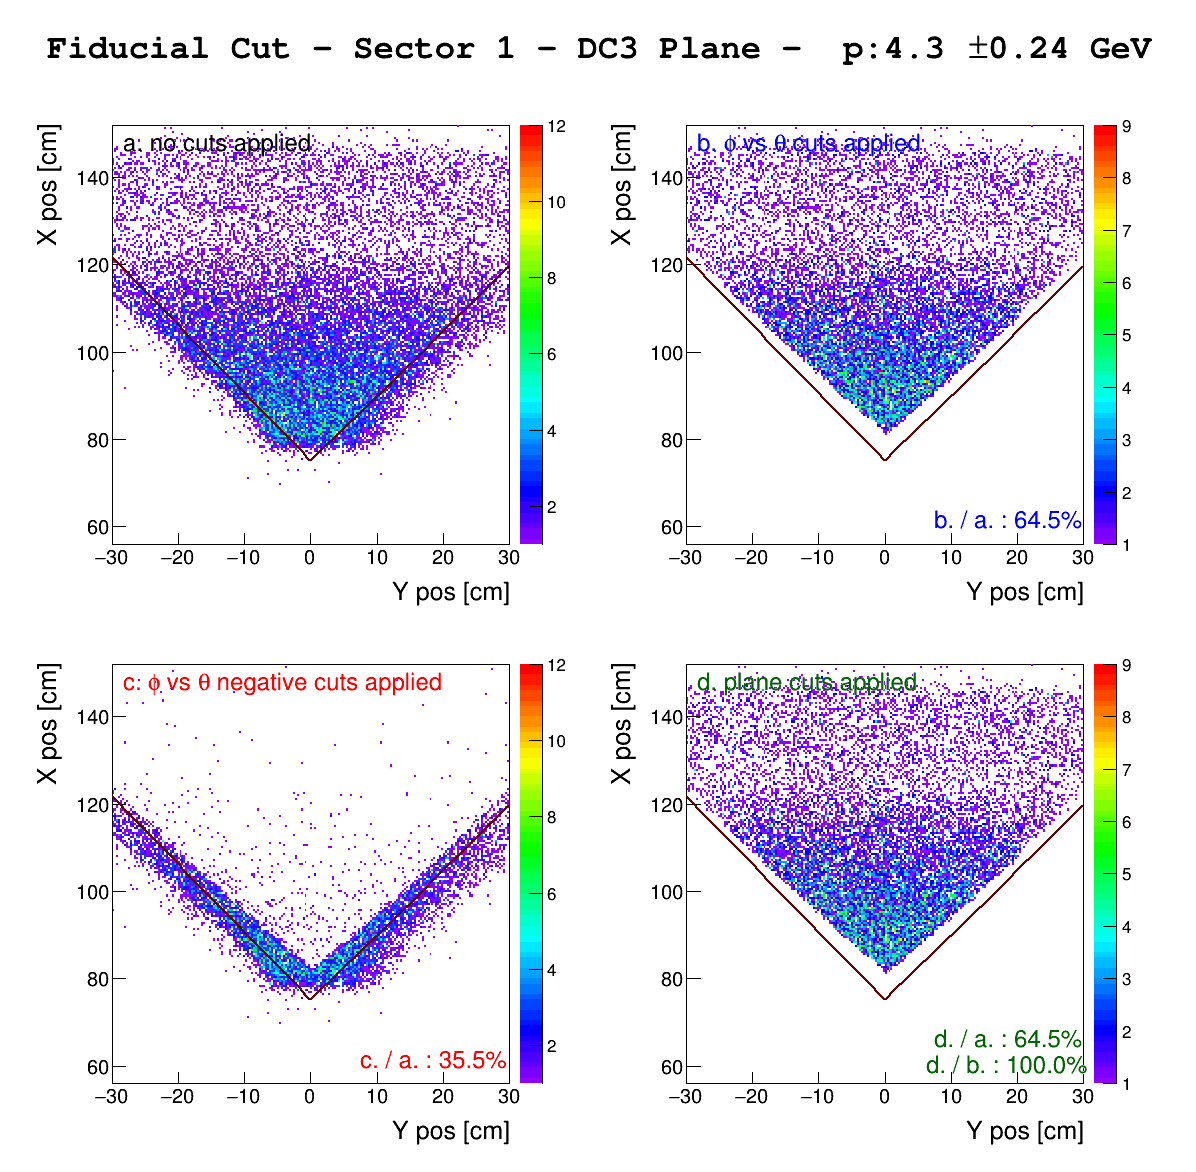 Fiducial Cut – Sector 1 – DC3 Plane – p:4.3 ±0.24 GeV
a: no cuts applied
X pos [cm]
140
120
100
80
60
−30 −20 −10 0 10 20 30
Y pos [cm]
12
10
8
6
4
2
b. ϕ vs θ cuts applied
X pos [cm]
140
120
100
80
60
b. / a. : 64.5%
−30 −20 −10 0 10 20 30
Y pos [cm]
9
8
7
6
5
4
3
2
1
c: ϕ vs θ negative cuts applied
X pos [cm]
140
120
100
80
60
c. / a. : 35.5%
−30 −20 −10 0 10 20 30
Y pos [cm]
12
10
8
6
4
2
d. plane cuts applied
X pos [cm]
140
120
100
80
60
d. / a. : 64.5%
d. / b. : 100.0%
−30 −20 −10 0 10 20 30
Y pos [cm]
9
8
7
6
5
4
3
2
1